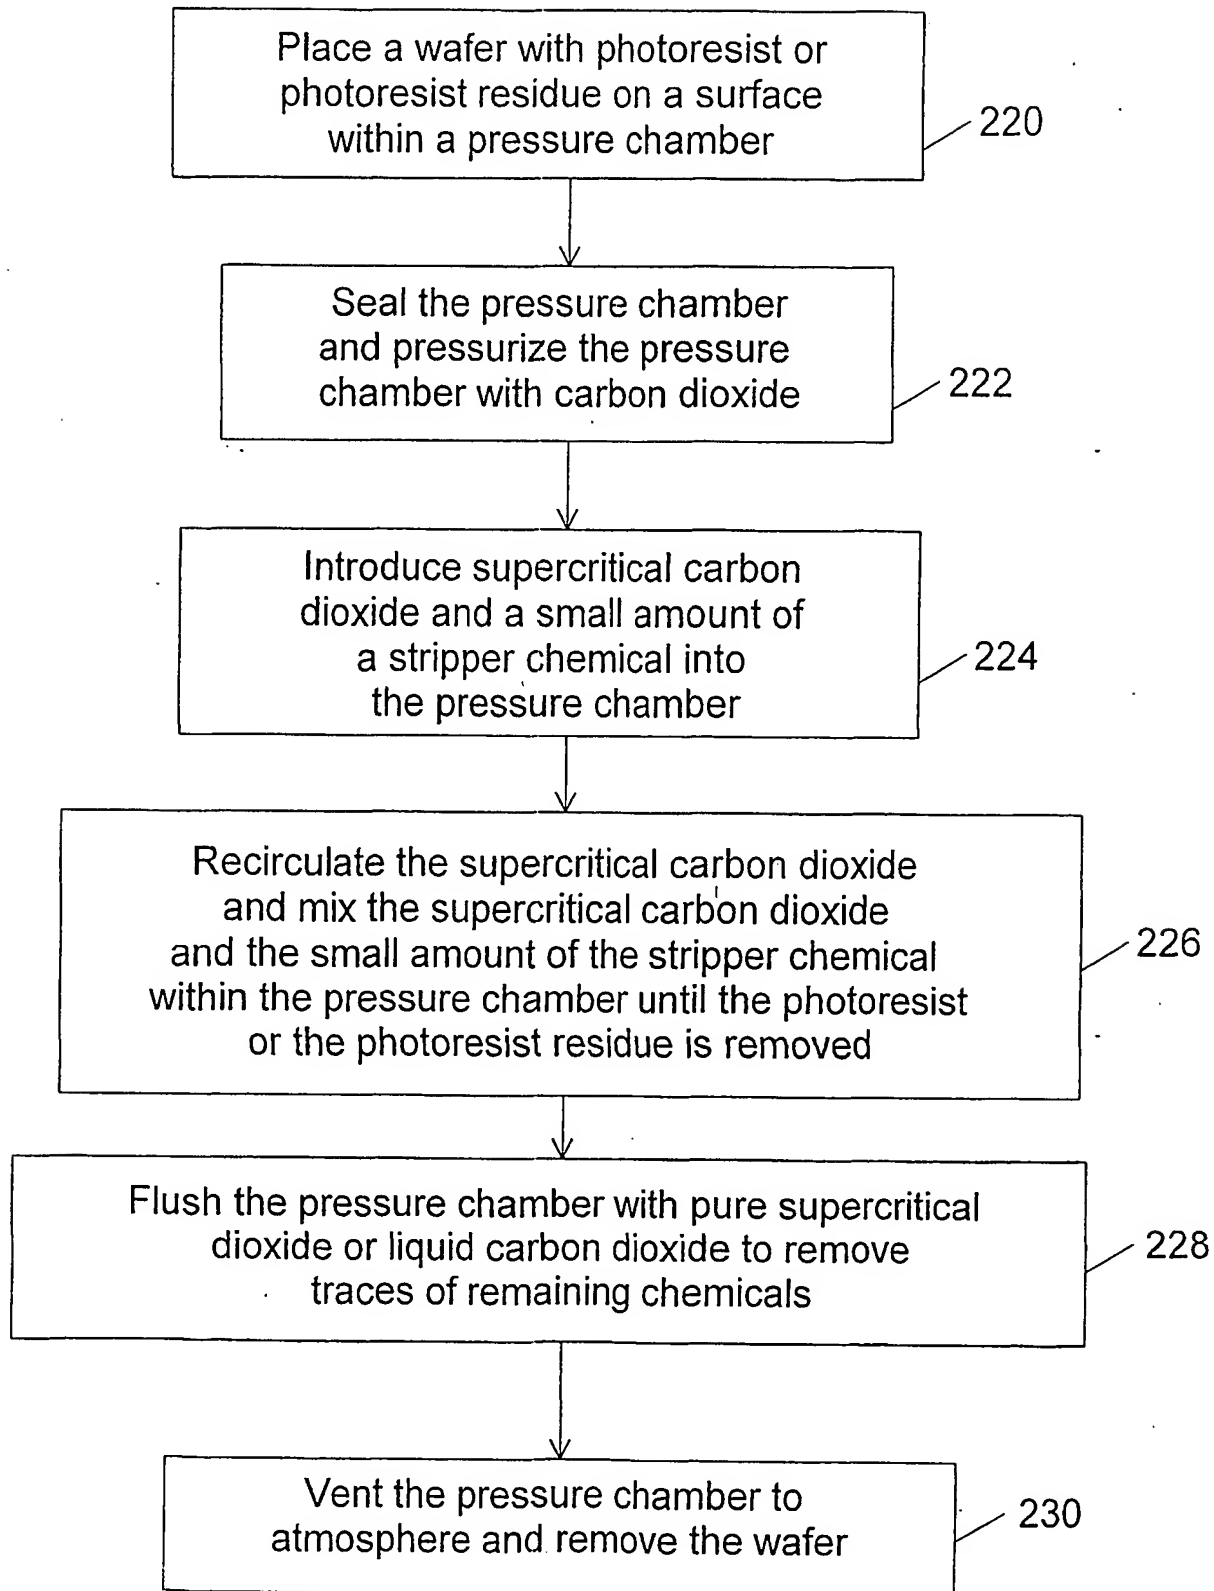 Place a wafer with photoresist or
photoresist residue on a surface
within a pressure chamber
220
Seal the pressure chamber
and pressurize the pressure
chamber with carbon dioxide
222
Introduce supercritical carbon
dioxide and a small amount of
a stripper chemical into
the pressure chamber
224
Recirculate the supercritical carbon dioxide
and mix the supercritical carbon dioxide
and the small amount of the stripper chemical
within the pressure chamber until the photoresist
or the photoresist residue is removed
226
Flush the pressure chamber with pure supercritical
dioxide or liquid carbon dioxide to remove
traces of remaining chemicals
228
Vent the pressure chamber to
atmosphere and remove the wafer
230